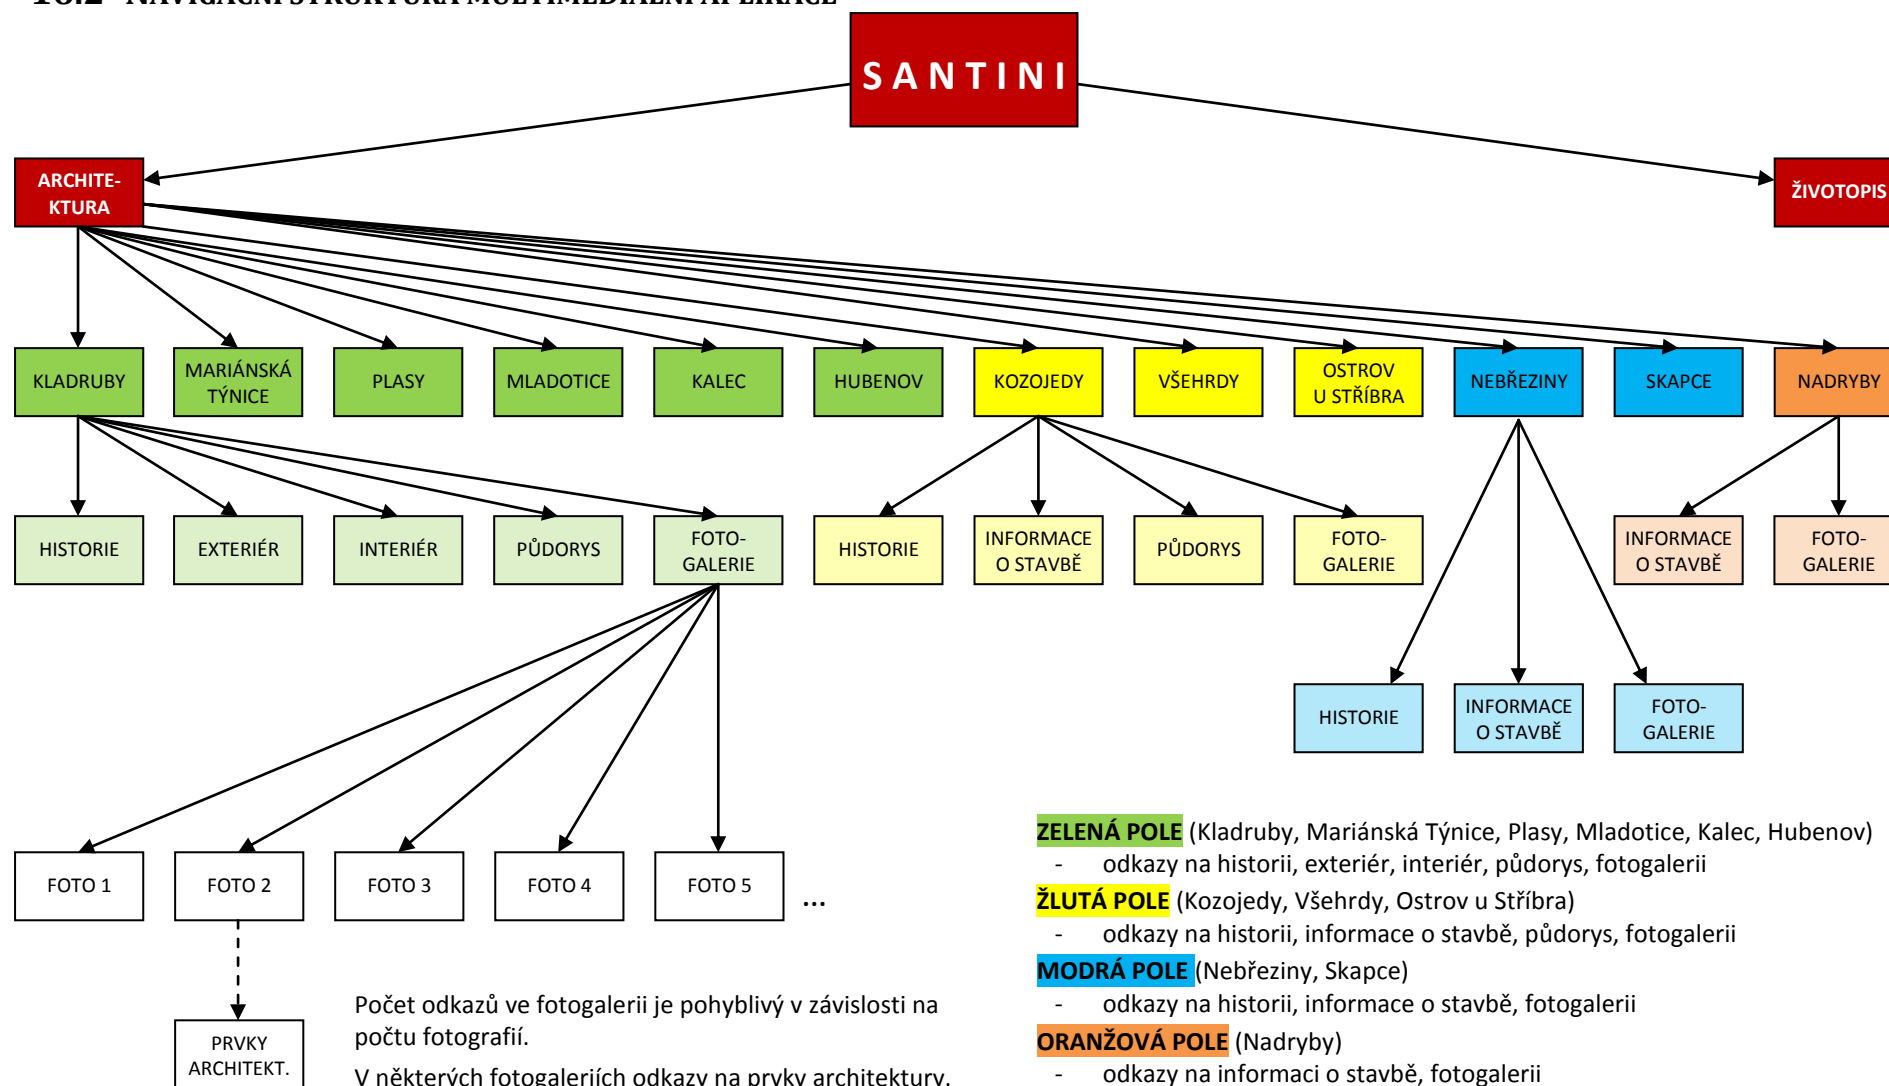 10.2 NAVIGAČNÍ STRUKTURA MULTIMEDIÁLNÍ APLIKACE
SANTINI
ARCHITE-
KTURA
ŽIVOTOPIS
KLADRUBY
MARIÁNSKÁ
TÝNICE
PLASY
MLADOTICE
KALEC
HUBENOV
KOZOJEDY
VŠEHRDY
OSTROV
U STŘÍBRA
NEBŘEZINY
SKAPCE
NADRYBY
HISTORIE
EXTERIÉR
INTERIÉR
PŮDORYS
FOTO-
GALERIE
HISTORIE
INFORMACE
O STAVBĚ
PŮDORYS
FOTO-
GALERIE
INFORMACE
O STAVBĚ
FOTO-
GALERIE
HISTORIE
INFORMACE
O STAVBĚ
FOTO-
GALERIE
FOTO 1
FOTO 2
FOTO 3
FOTO 4
FOTO 5
...
PRVKY
ARCHITEKT.
Počet odkazů ve fotogalerii je pohyblivý v závislosti na
počtu fotografií.
V některých fotogaleriích odkazy na prvky architektury.
ZELENÁ POLE (Kladruby, Mariánská Týnice, Plasy, Mladotice, Kalec, Hubenov)
- odkazy na historii, exteriér, interiér, půdorys, fotogalerii
ŽLUTÁ POLE (Kozojedy, Všehrdy, Ostrov u Stříbra)
- odkazy na historii, informace o stavbě, půdorys, fotogalerii
MODRÁ POLE (Nebřeziny, Skapce)
- odkazy na historii, informace o stavbě, fotogalerii
ORANŽOVÁ POLE (Nadryby)
- odkazy na informaci o stavbě, fotogalerii